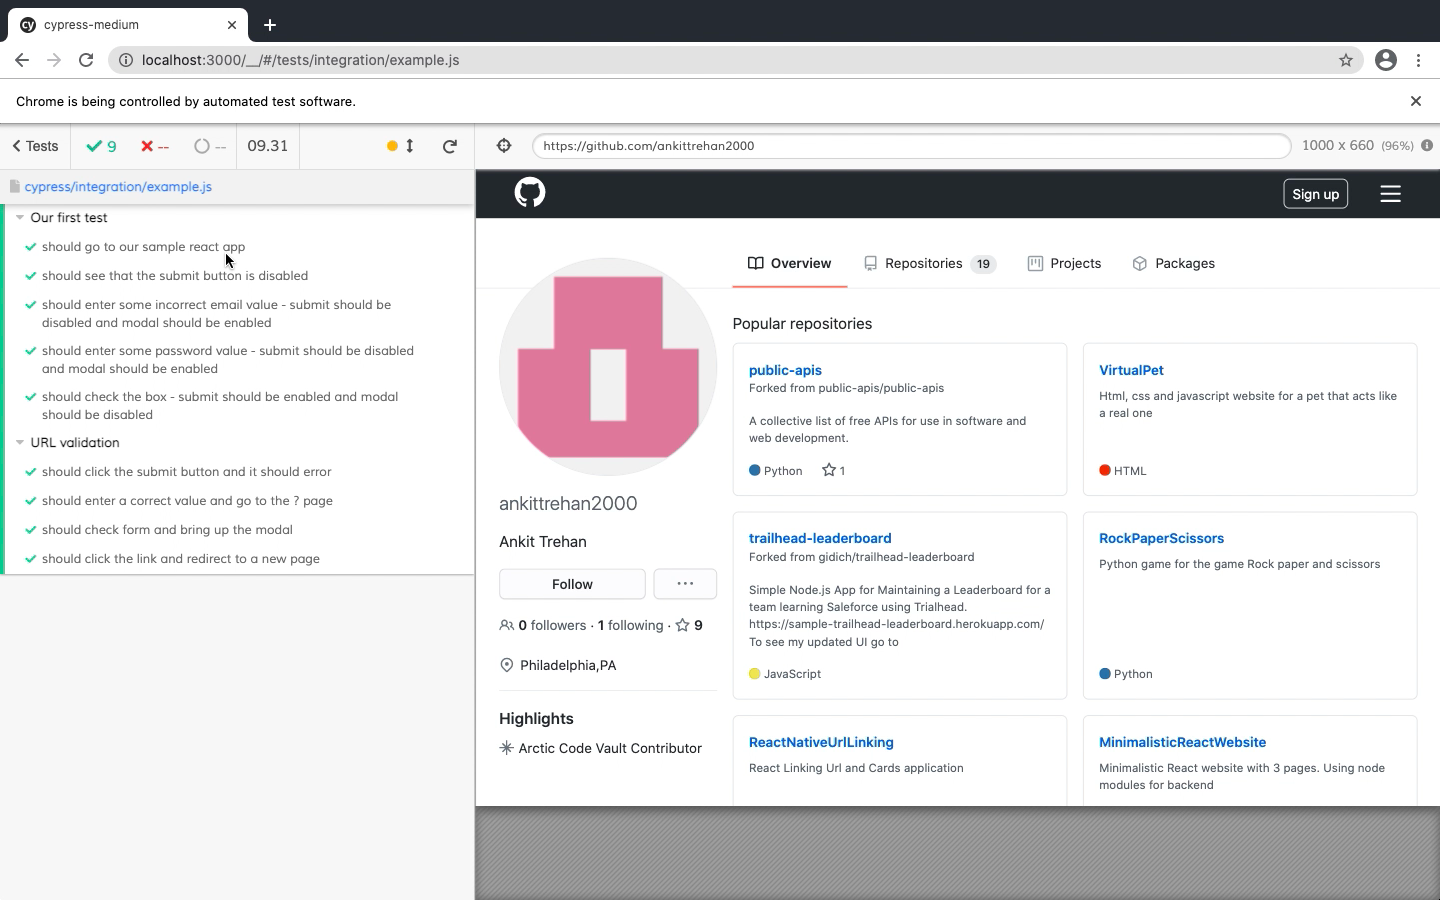 cy cypress-medium
localhost:3000/__/#/tests/integration/example.js
Chrome is being controlled by automated test software.
Tests 9 -- -- 09.31
https://github.com/ankittrehan2000 1000 x 660 (96%)
cypress/integration/example.js
Our first test
should go to our sample react app
should see that the submit button is disabled
should enter some incorrect email value - submit should be
disabled and modal should be enabled
should enter some password value - submit should be disabled
and modal should be enabled
should check the box - submit should be enabled and modal
should be disabled
URL validation
should click the submit button and it should error
should enter a correct value and go to the ? page
should check form and bring up the modal
should click the link and redirect to a new page
Sign up
Overview Repositories 19 Projects Packages
ankittrehan2000
Ankit Trehan
Follow ...
0 followers · 1 following · 9
Philadelphia,PA
Highlights
Arctic Code Vault Contributor
Popular repositories
public-apis
Forked from public-apis/public-apis
A collective list of free APIs for use in software and
web development.
Python 1
VirtualPet
Html, css and javascript website for a pet that acts like
a real one
HTML
trailhead-leaderboard
Forked from gidich/trailhead-leaderboard
Simple Node.js App for Maintaining a Leaderboard for a
team learning Saleforce using Trialhead.
https://sample-trailhead-leaderboard.herokuapp.com/
To see my updated UI go to
JavaScript
RockPaperScissors
Python game for the game Rock paper and scissors
Python
ReactNativeUrlLinking
React Linking Url and Cards application
MinimalisticReactWebsite
Minimalistic React website with 3 pages. Using node
modules for backend